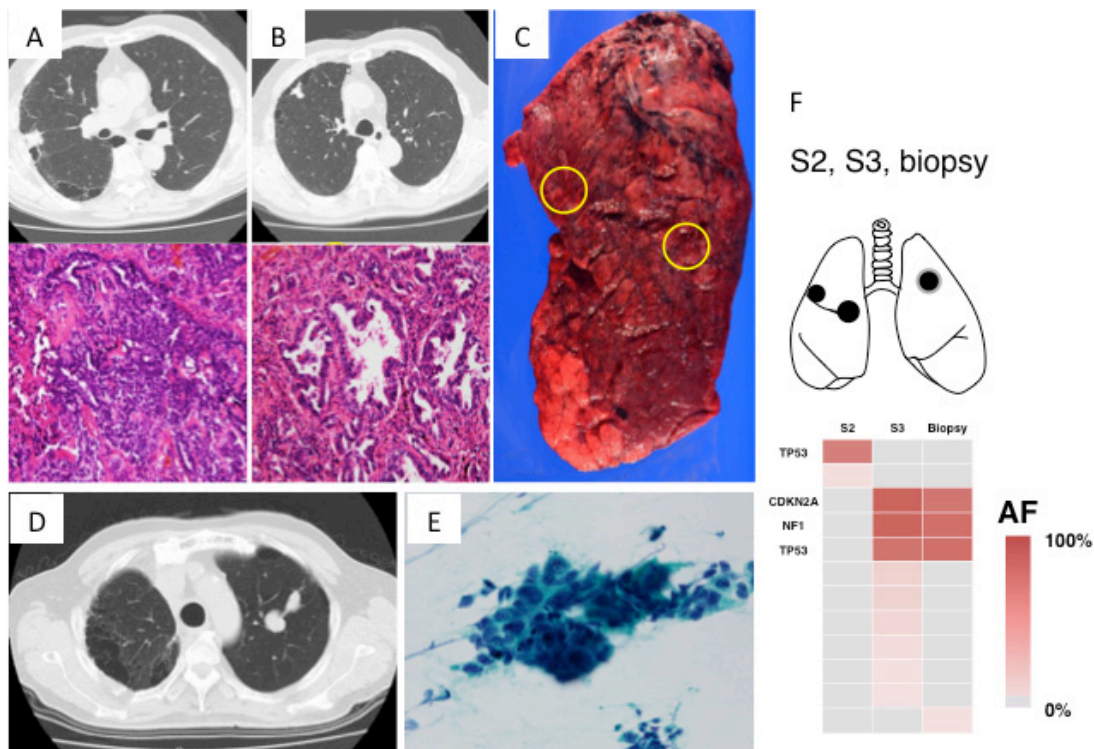 A
B
C
F
S2, S3, biopsy
S2 S3 Biopsy
TP53
CDKN2A
NF1
TP53
AF
100%
0%
D
E